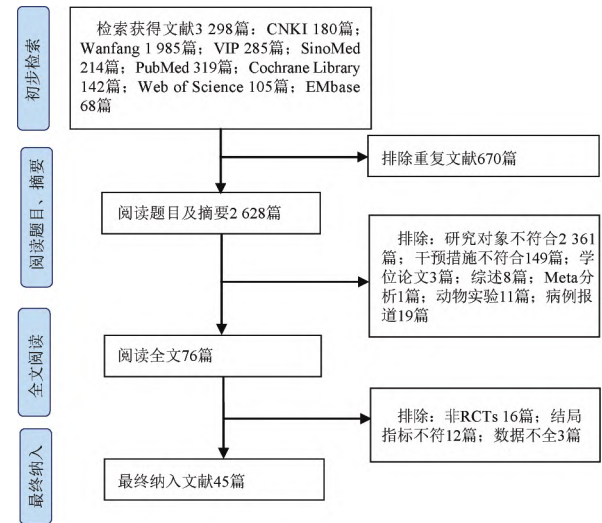 初步检索
检索获得文献3 298篇：CNKI 180篇；
Wanfang 1 985篇；VIP 285篇；SinoMed
214篇；PubMed 319篇；Cochrane Library
142篇；Web of Science 105篇；EMbase
68篇
排除重复文献670篇
阅读题目、摘要
阅读题目及摘要2 628篇
排除：研究对象不符合2 361
篇；干预措施不符合149篇；学
位论文3篇；综述8篇；Meta分
析1篇；动物实验11篇；病例报
道19篇
全文阅读
阅读全文76篇
排除：非RCTs 16篇；结局
指标不符12篇；数据不全3篇
最终纳入
最终纳入文献45篇